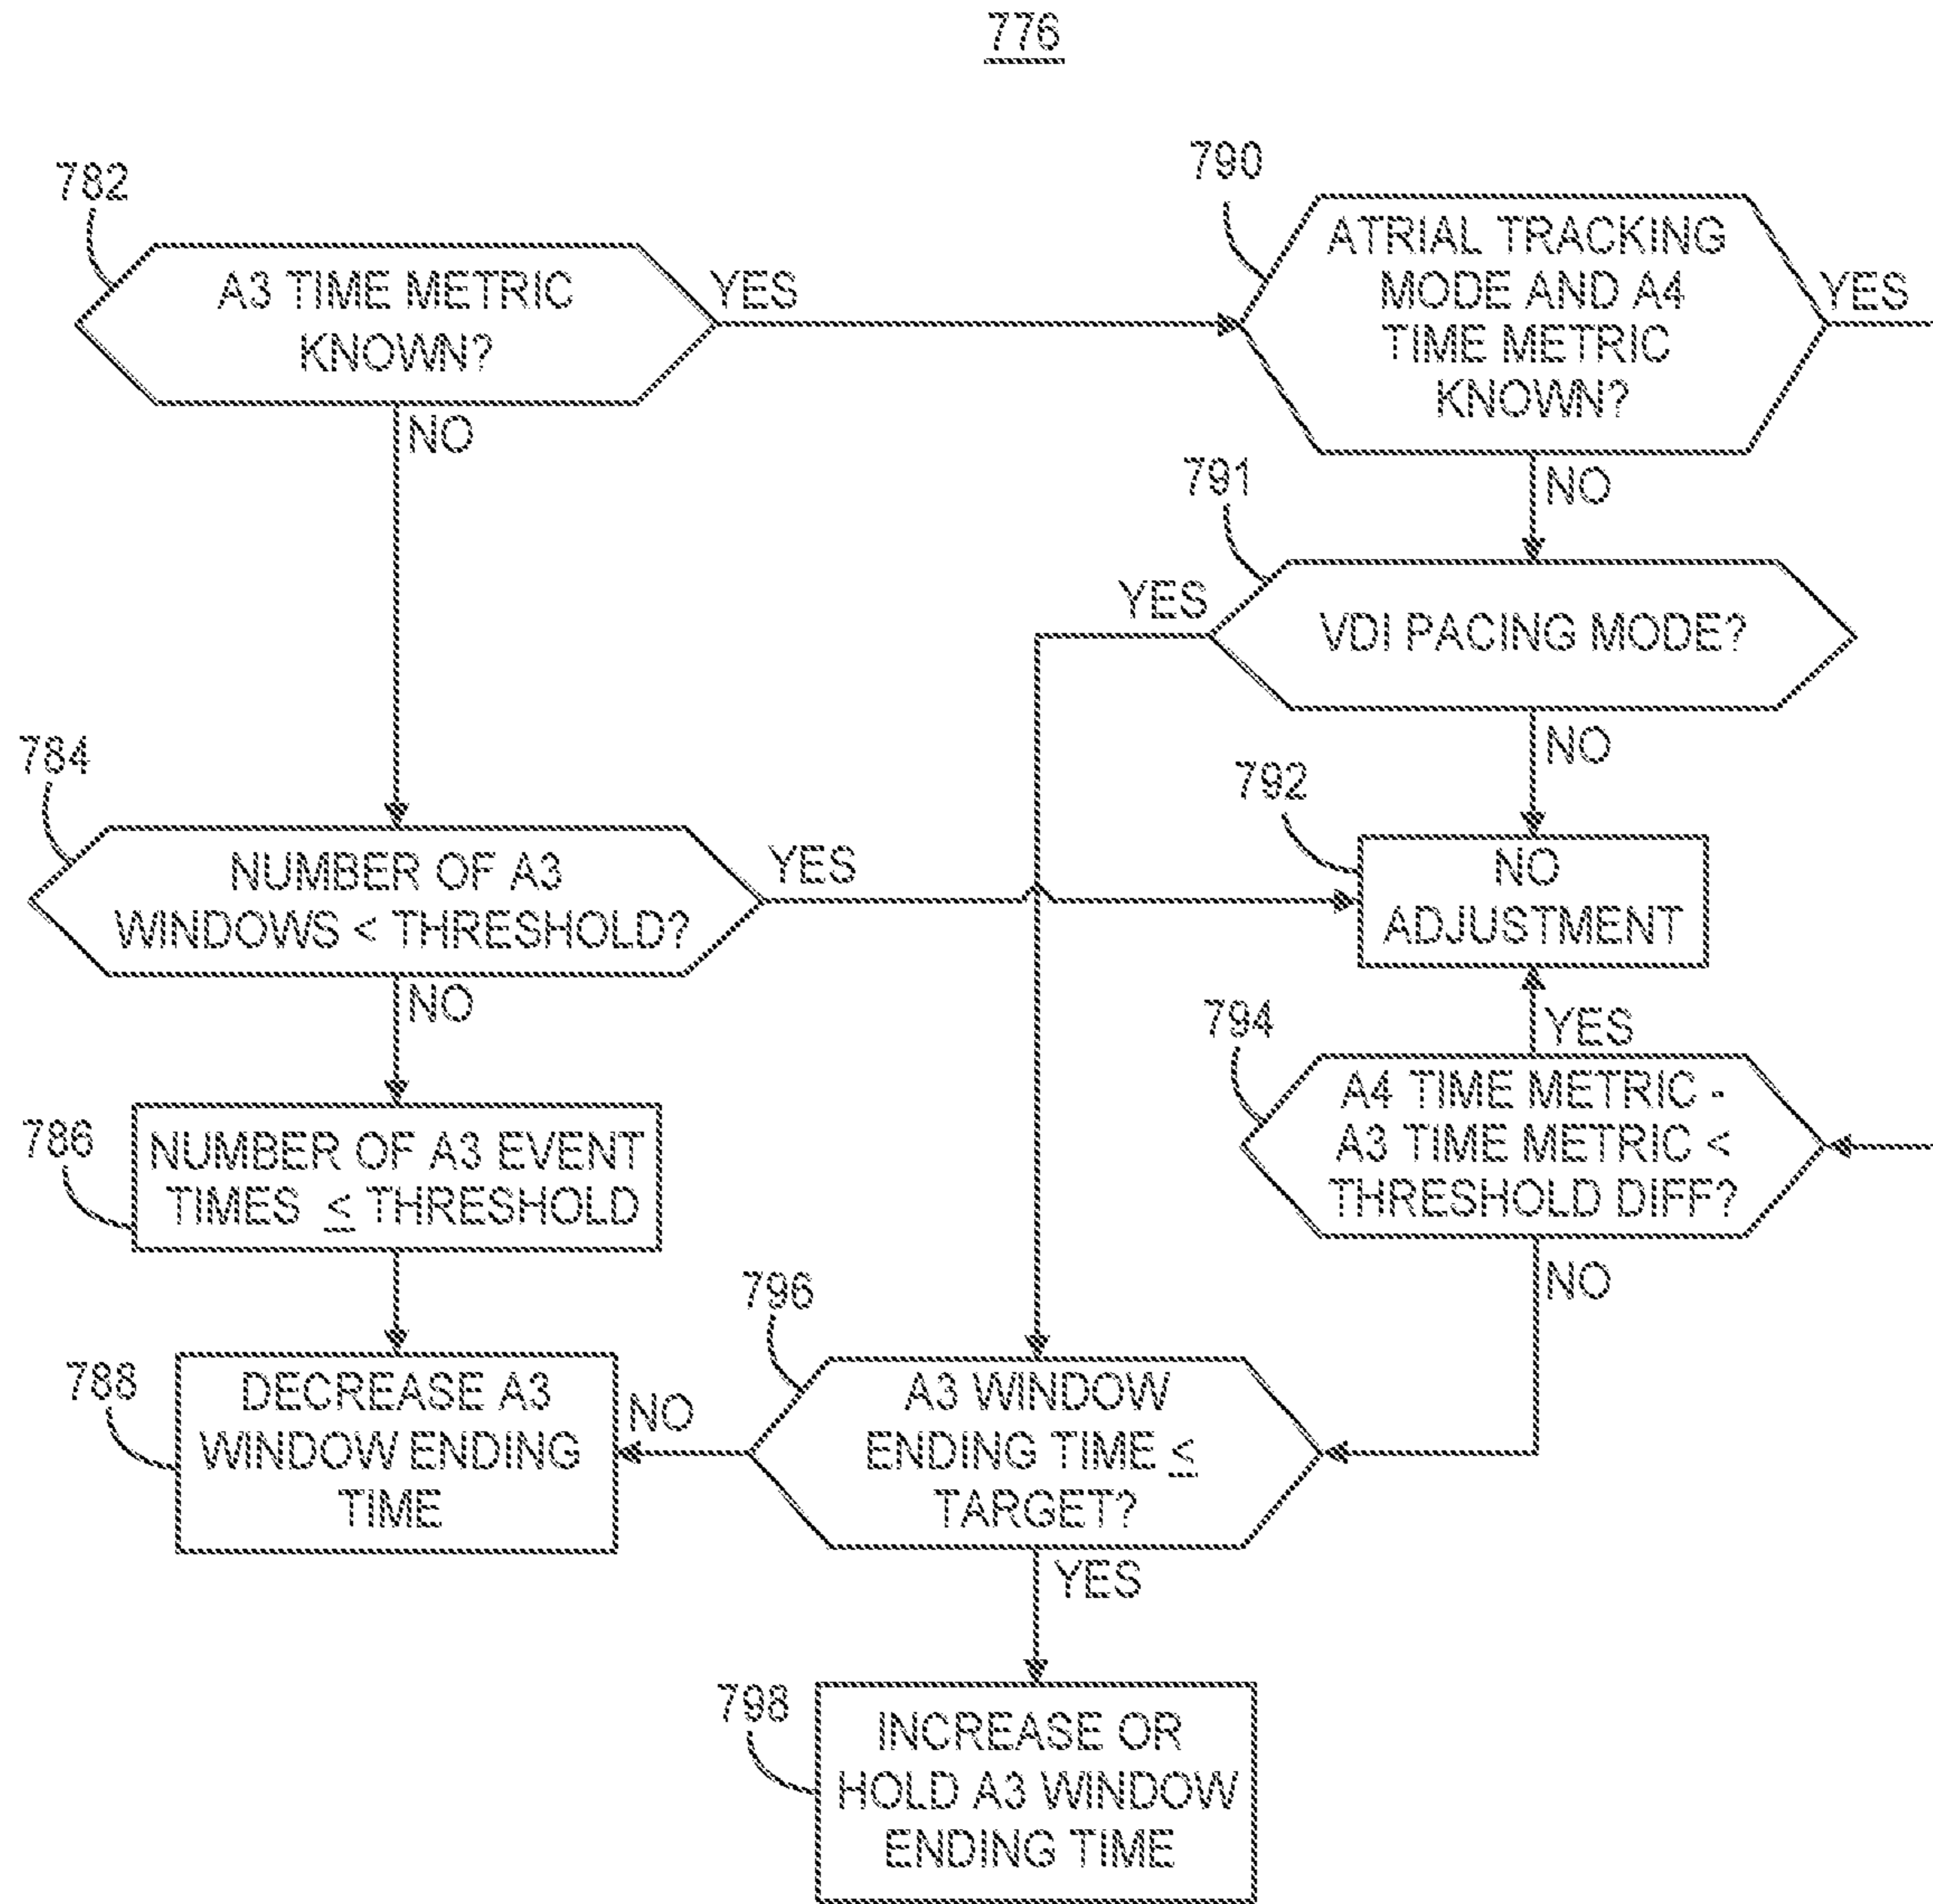 776
782
A3 TIME METRIC
KNOWN?
YES
NO
790
ATRIAL TRACKING
MODE AND A4
TIME METRIC
KNOWN?
YES
NO
791
VDI PACING MODE?
YES
NO
784
NUMBER OF A3
WINDOWS < THRESHOLD?
YES
NO
792
NO
ADJUSTMENT
794
YES
A4 TIME METRIC -
A3 TIME METRIC <
THRESHOLD DIFF?
NO
786
NUMBER OF A3 EVENT
TIMES ≤ THRESHOLD
788
DECREASE A3
WINDOW ENDING
TIME
796
A3 WINDOW
ENDING TIME ≤
TARGET?
NO
YES
798
INCREASE OR
HOLD A3 WINDOW
ENDING TIME